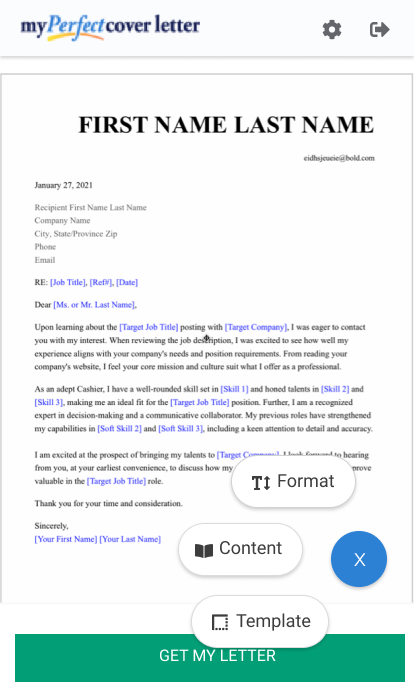 myPerfectcover letter
FIRST NAME LAST NAME
eidhsjeueie@bold.com
January 27, 2021
Recipient First Name Last Name
Company Name
City, State/Province Zip
Phone
Email
RE: [Job Title], [Ref#], [Date]
Dear [Ms. or Mr. Last Name],
Upon learning about the [Target Job Title] posting with [Target Company], I was eager to contact
you with my interest. When reviewing the job description, I was excited to see how well my
experience aligns with your company's needs and position requirements. From reading your
company's website, I feel your core mission and culture suit what I offer as a professional.
As an adept Cashier, I have a well-rounded skill set in [Skill 1] and honed talents in [Skill 2] and
[Skill 3], making me an ideal fit for the [Target Job Title] position. Further, I am a recognized
expert in decision-making and a communicative collaborator. My previous roles have strengthened
my capabilities in [Soft Skill 2] and [Soft Skill 3], including a keen attention to detail and accuracy.
I am excited at the prospect of bringing my talents to [Target Company]. I look forward to hearing
from you, at your earliest convenience, to discuss how my
valuable in the [Target Job Title] role.
Thank you for your time and consideration.
Sincerely,
[Your First Name] [Your Last Name]
Format
Content
X
Template
GET MY LETTER